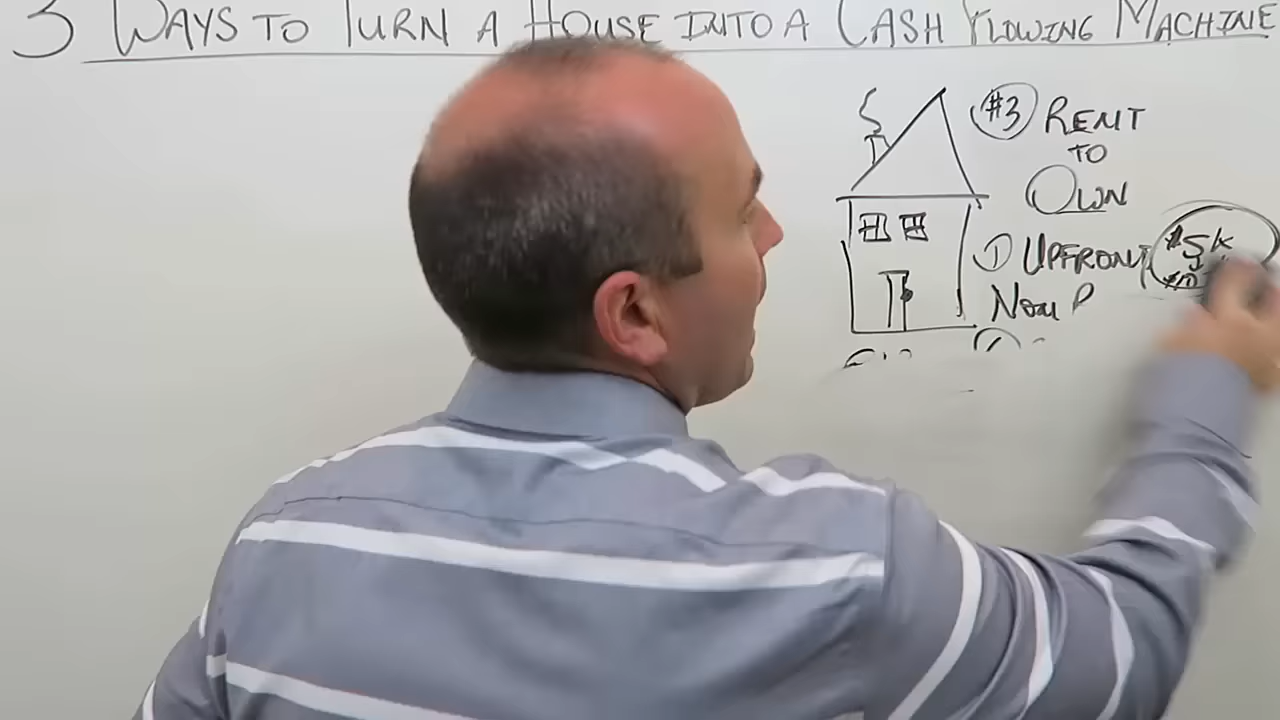 3 WAYS TO TURN A HOUSE INTO A CASH FLOWING MACHINE
#3 RENT
TO
OWN
① UPFRONT $5K
NON